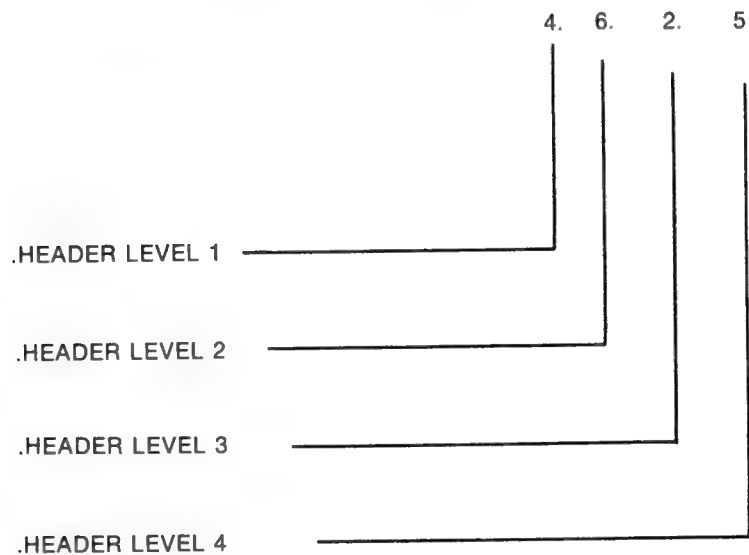 4. 6. 2. 5
.HEADER LEVEL 1
.HEADER LEVEL 2
.HEADER LEVEL 3
.HEADER LEVEL 4